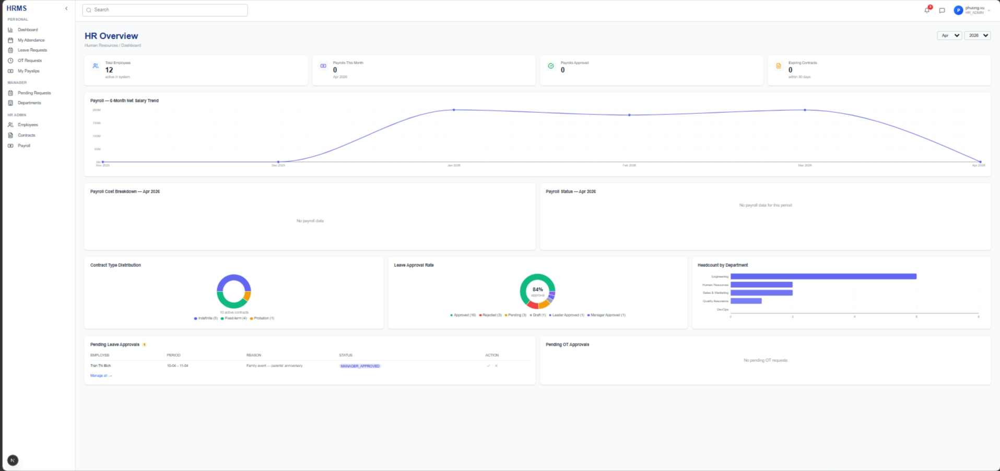 HRMS
Search
3
P
phuong.vu
HR_ADMIN
PERSONAL
Dashboard
My Attendance
Leave Requests
OT Requests
My Payslips
MANAGER
Pending Requests
Departments
HR ADMIN
Employees
Contracts
Payroll
N
HR Overview
Human Resources / Dashboard
Apr
2026
Total Employees
12
active in system
Payrolls This Month
0
Apr 2026
Payrolls Approved
0
Expiring Contracts
0
within 30 days
Payroll — 6-Month Net Salary Trend
200M
150M
100M
50M
0M
Nov 2025 Dec 2025 Jan 2026 Feb 2026 Mar 2026 Apr 2026
Payroll Cost Breakdown — Apr 2026
No payroll data
Payroll Status — Apr 2026
No payroll data for this period
Contract Type Distribution
10 active contracts
Indefinite (5) Fixed-term (4) Probation (1)
Leave Approval Rate
84%
approval
Approved (16) Rejected (3) Pending (3) Draft (1) Leader Approved (1) Manager Approved (1)
Headcount by Department
Engineering
Human Resources
Sales & Marketing
Quality Assurance
DevOps
0 2 4 6 8
Pending Leave Approvals 1
EMPLOYEE PERIOD REASON STATUS ACTION
Tran Thi Bich 10-04 – 11-04 Family event — parents' anniversary MANAGER_APPROVED
Manage all →
Pending OT Approvals
No pending OT requests